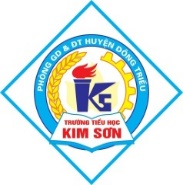 PHÒNG GD & ĐT HUYỆN ĐÔNG TRIỀU
KS
TRƯỜNG TIỂU HỌC
KIM SƠN